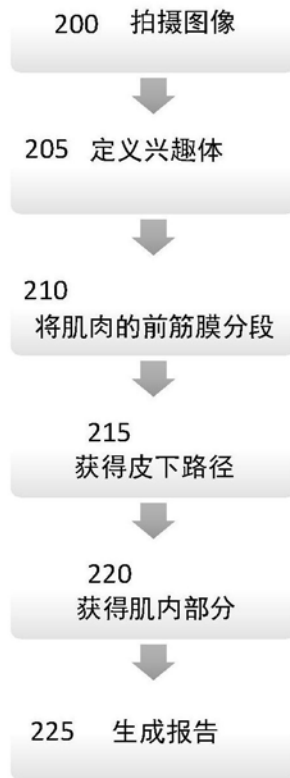 200 拍摄图像
205 定义兴趣体
210
将肌肉的前筋膜分段
215
获得皮下路径
220
获得肌内部分
225 生成报告